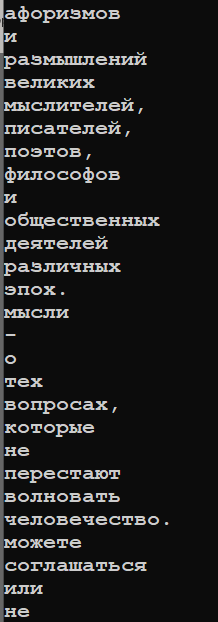 афоризмов
и
размышлений
великих
мыслителей,
писателей,
поэтов,
философов
и
общественных
деятелей
различных
эпох.
мысли
–
о
тех
вопросах,
которые
не
перестают
волновать
человечество.
можете
соглашаться
или
не